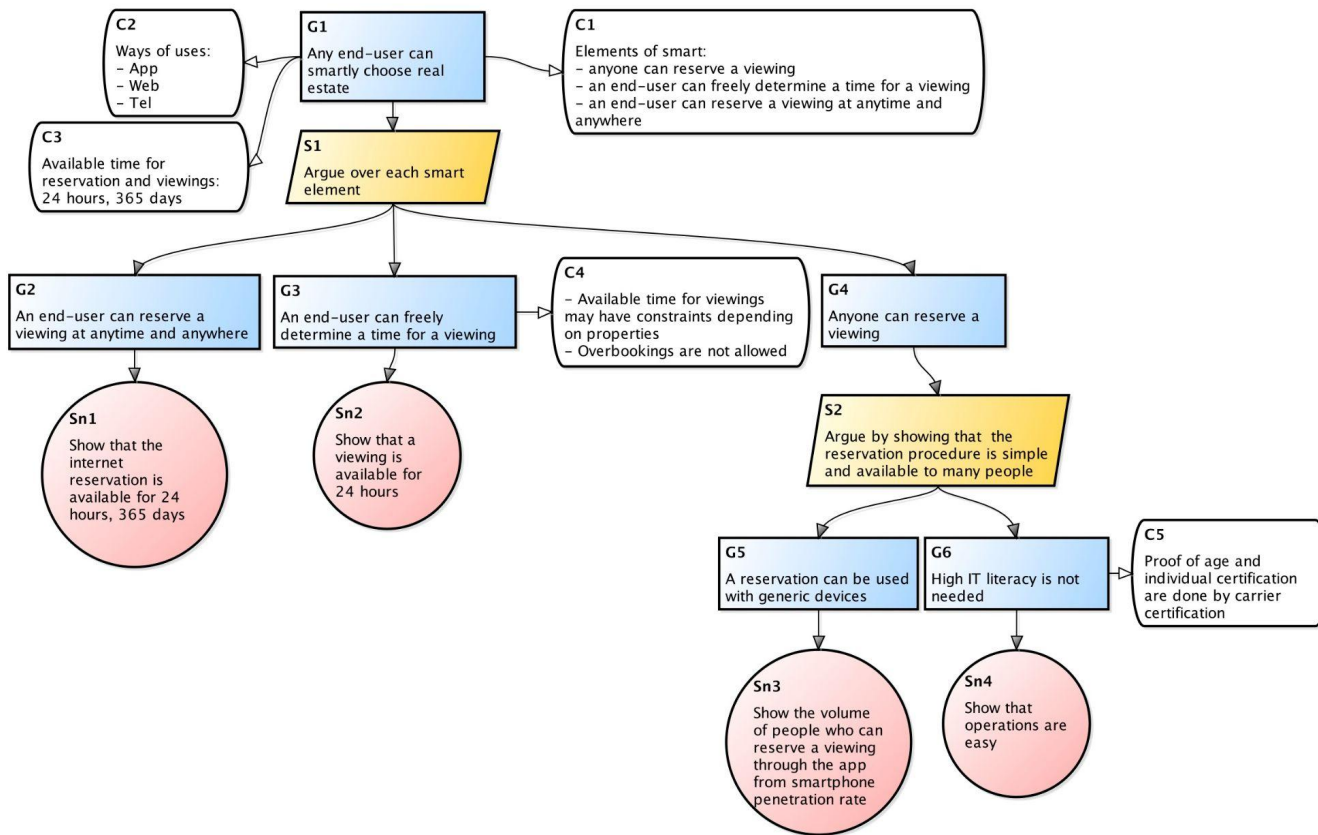 C2
Ways of uses:
– App
– Web
– Tel
G1
Any end–user can
smartly choose real
estate
C1
Elements of smart:
– anyone can reserve a viewing
– an end–user can freely determine a time for a viewing
– an end–user can reserve a viewing at anytime and
anywhere
C3
Available time for
reservation and viewings:
24 hours, 365 days
S1
Argue over each smart
element
G2
An end–user can reserve a
viewing at anytime and anywhere
G3
An end–user can freely
determine a time for a viewing
C4
– Available time for viewings
may have constraints depending
on properties
– Overbookings are not allowed
G4
Anyone can reserve a
viewing
Sn1
Show that the
internet
reservation is
available for 24
hours, 365 days
Sn2
Show that a
viewing is
available for
24 hours
S2
Argue by showing that the
reservation procedure is simple
and available to many people
G5
A reservation can be used
with generic devices
G6
High IT literacy is not
needed
C5
Proof of age and
individual certification
are done by carrier
certification
Sn3
Show the volume
of people who can
reserve a viewing
through the app
from smartphone
penetration rate
Sn4
Show that
operations are
easy